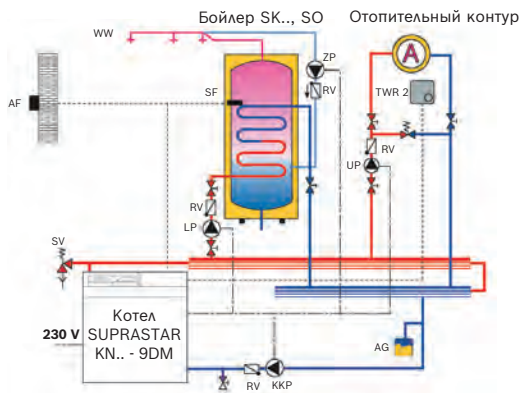 Бойлер SK.., SO
Отопительный контур
WW
ZP
A
TWR 2
AF
SF
RV
RV
UP
RV
LP
SV
Котел
SUPRASTAR
KN.. - 9DM
230 V
AG
RV
KKP